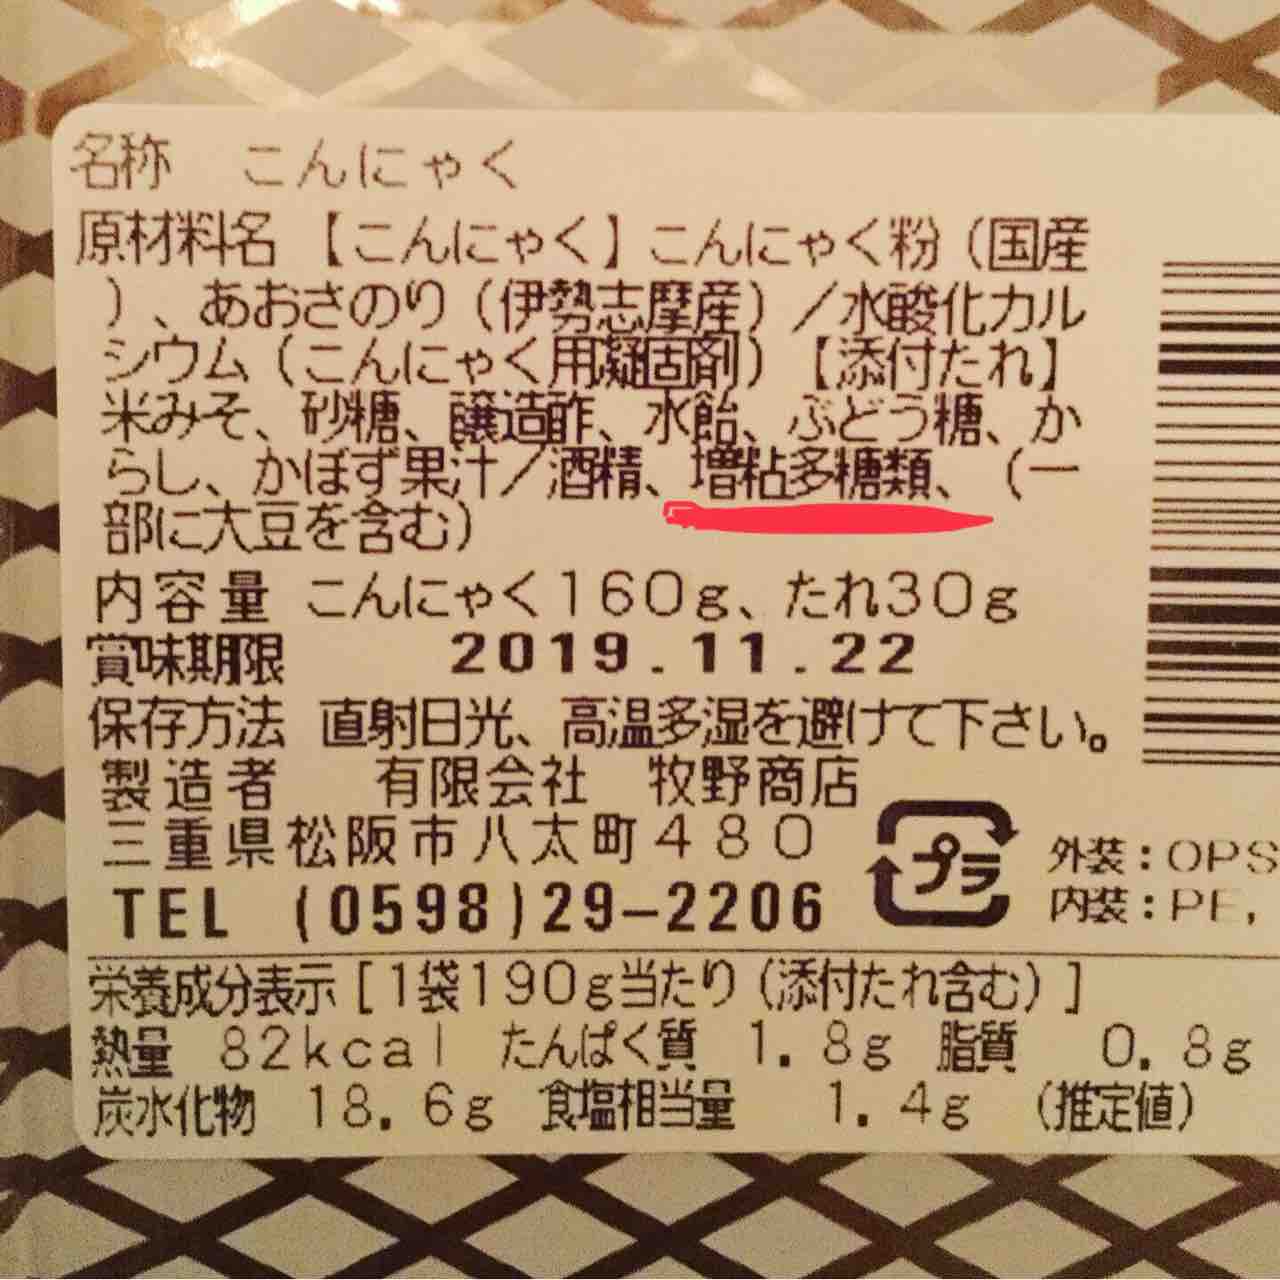 名称　こんにゃく
原材料名【こんにゃく】こんにゃく粉（国産
）、あおさのり（伊勢志摩産）／水酸化カル
シウム（こんにゃく用凝固剤）【添付たれ】
米みそ、砂糖、醸造酢、水飴、ぶどう糖、か
らし、かぼす果汁／酒精、増粘多糖類、（一
部に大豆を含む）
内容量　こんにゃく160g、たれ30g
賞味期限　2019.11.22
保存方法　直射日光、高温多湿を避けて下さい。
製造者　有限会社　牧野商店
三重県松阪市八太町480
TEL (0598)29-2206
プラ
外装：OPS
内装：PE,
栄養成分表示［1袋190g当たり（添付たれ含む）］
熱量　82kcal　たんぱく質　1.8g　脂質　0.8g
炭水化物　18.6g　食塩相当量　1.4g　（推定値）